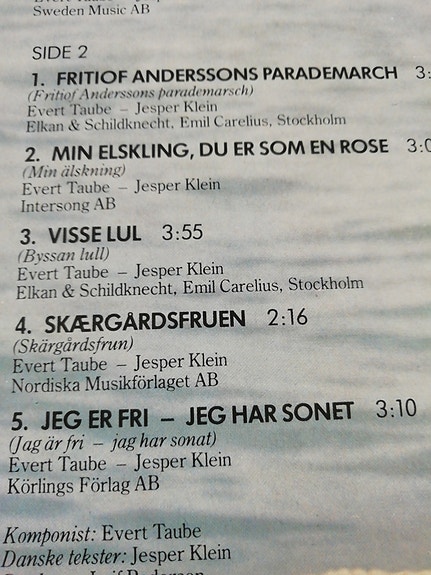 Sweden Music AB
SIDE 2
1. FRITIOF ANDERSSONS PARADEMARCH 3:
(Fritiof Anderssons parademarsch)
Evert Taube – Jesper Klein
Elkan & Schildknecht, Emil Carelius, Stockholm
2. MIN ELSKLING, DU ER SOM EN ROSE 3:0
(Min älskning)
Evert Taube – Jesper Klein
Intersong AB
3. VISSE LUL 3:55
(Byssan lull)
Evert Taube – Jesper Klein
Elkan & Schildknecht, Emil Carelius, Stockholm
4. SKÆRGÅRDSFRUEN 2:16
(Skärgårdsfrun)
Evert Taube – Jesper Klein
Nordiska Musikförlaget AB
5. JEG ER FRI – JEG HAR SONET 3:10
(Jag är fri – jag har sonat)
Evert Taube – Jesper Klein
Körlings Förlag AB
Komponist: Evert Taube
Danske tekster: Jesper Klein